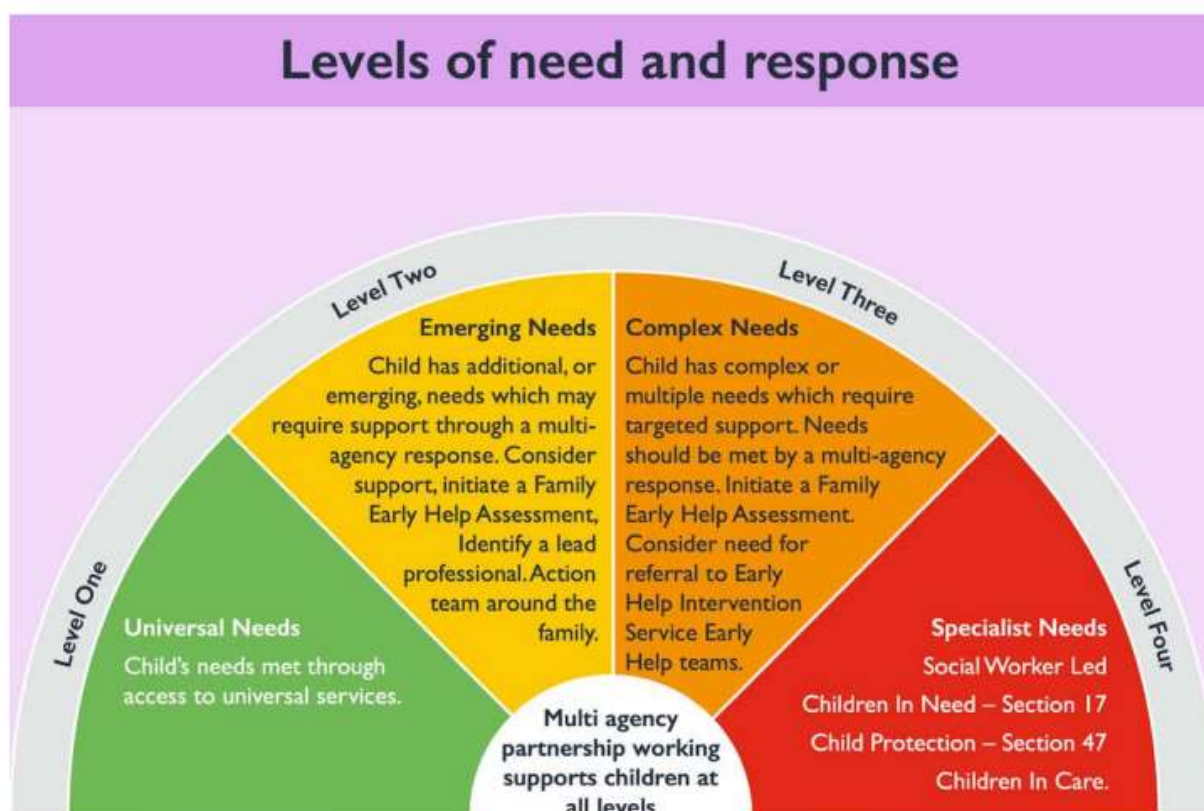 Levels of need and response
Level One
Universal Needs
Child's needs met through
access to universal services.
Level Two
Emerging Needs
Child has additional, or
emerging, needs which may
require support through a multi-
agency response. Consider
support, initiate a Family
Early Help Assessment,
Identify a lead
professional. Action
team around the
family.
Level Three
Complex Needs
Child has complex or
multiple needs which require
targeted support. Needs
should be met by a multi-agency
response. Initiate a Family
Early Help Assessment.
Consider need for
referral to Early
Help Intervention
Service Early
Help teams.
Level Four
Specialist Needs
Social Worker Led
Children In Need – Section 17
Child Protection – Section 47
Children In Care.
Multi agency
partnership working
supports children at
all levels